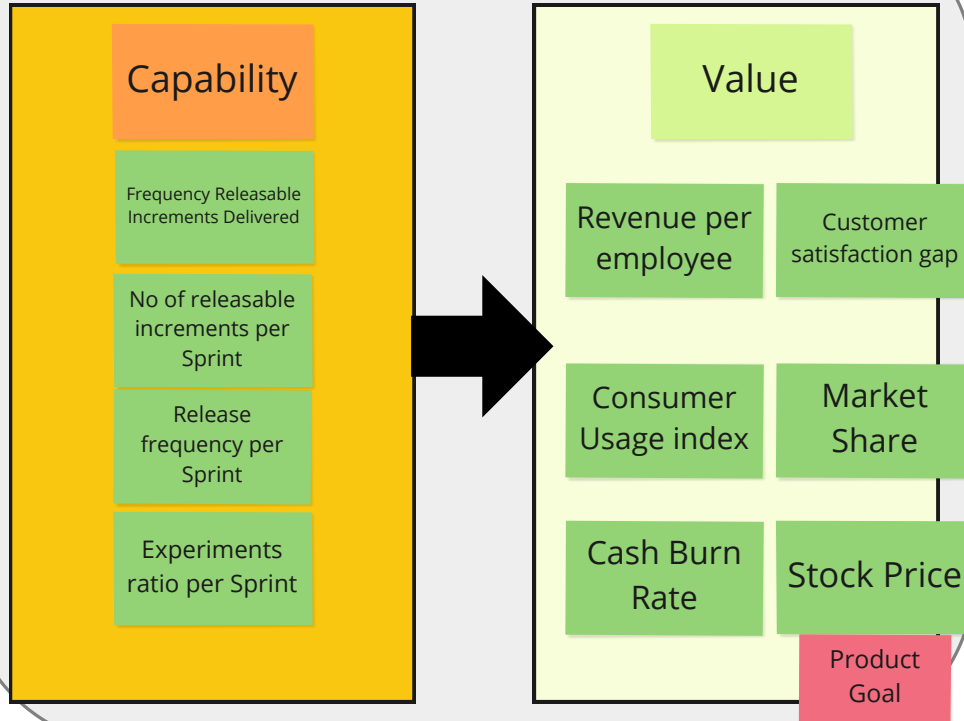 Capability
Frequency Releasable
Increments Delivered
No of releasable
increments per
Sprint
Release
frequency per
Sprint
Experiments
ratio per Sprint
Value
Revenue per
employee
Customer
satisfaction gap
Consumer
Usage index
Market
Share
Cash Burn
Rate
Stock Price
Product
Goal